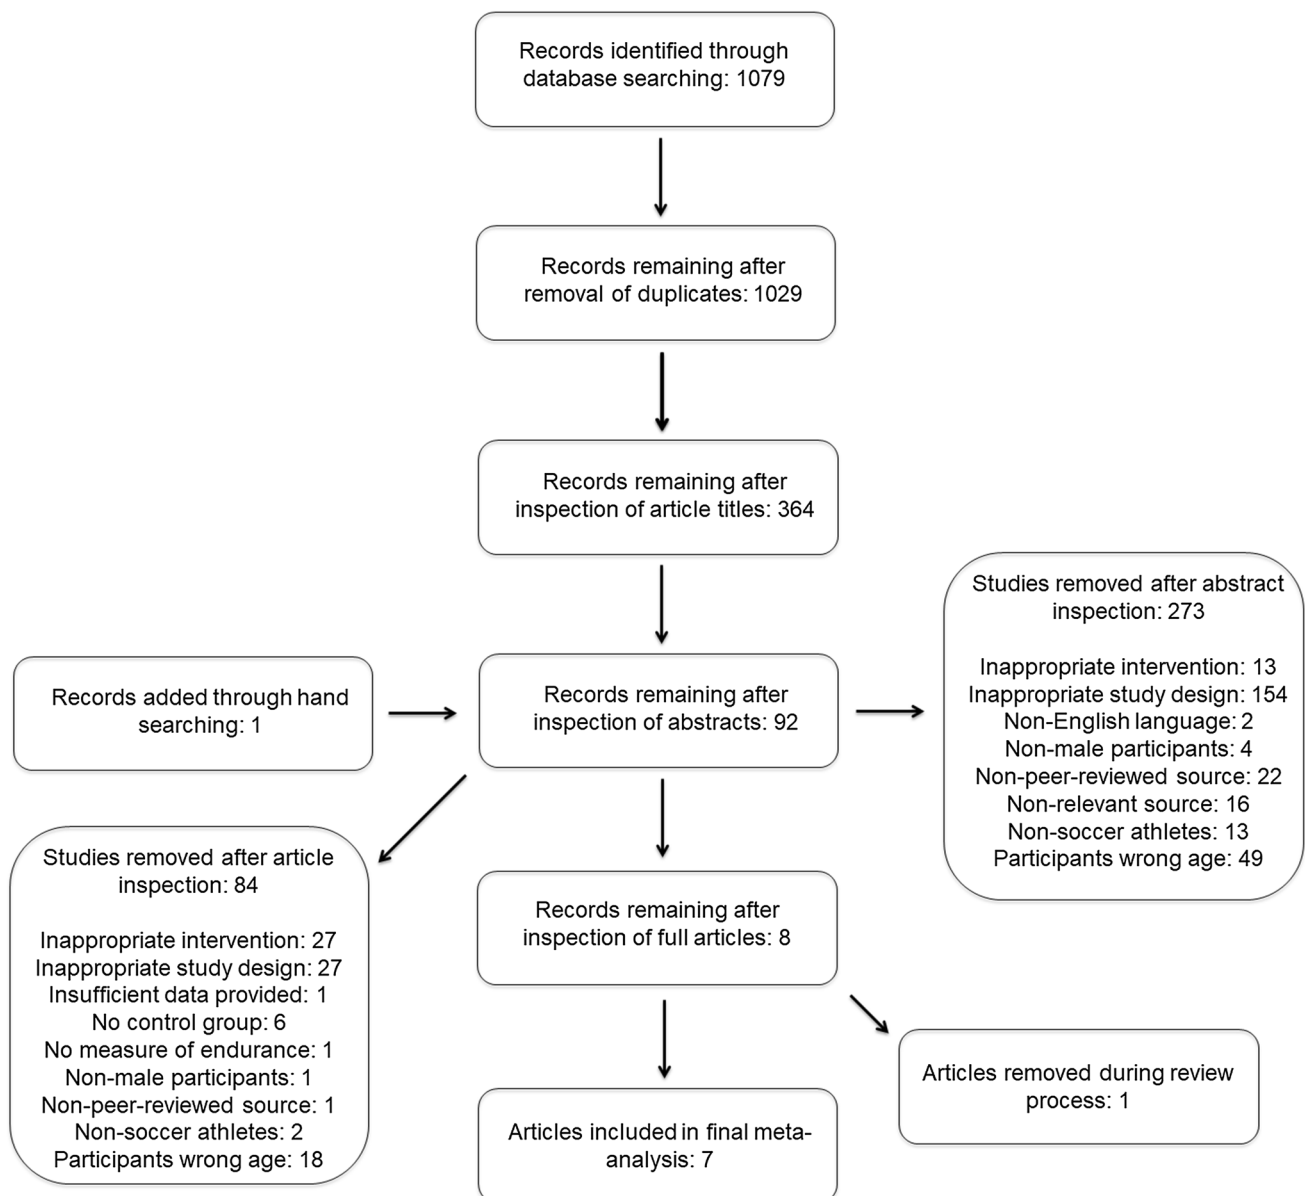 Records identified through
database searching: 1079
Records remaining after
removal of duplicates: 1029
Records remaining after
inspection of article titles: 364
Studies removed after abstract
inspection: 273
Inappropriate intervention: 13
Inappropriate study design: 154
Non-English language: 2
Non-male participants: 4
Non-peer-reviewed source: 22
Non-relevant source: 16
Non-soccer athletes: 13
Participants wrong age: 49
Records added through hand
searching: 1
Records remaining after
inspection of abstracts: 92
Studies removed after article
inspection: 84
Inappropriate intervention: 27
Inappropriate study design: 27
Insufficient data provided: 1
No control group: 6
No measure of endurance: 1
Non-male participants: 1
Non-peer-reviewed source: 1
Non-soccer athletes: 2
Participants wrong age: 18
Records remaining after
inspection of full articles: 8
Articles removed during review
process: 1
Articles included in final meta-
analysis: 7